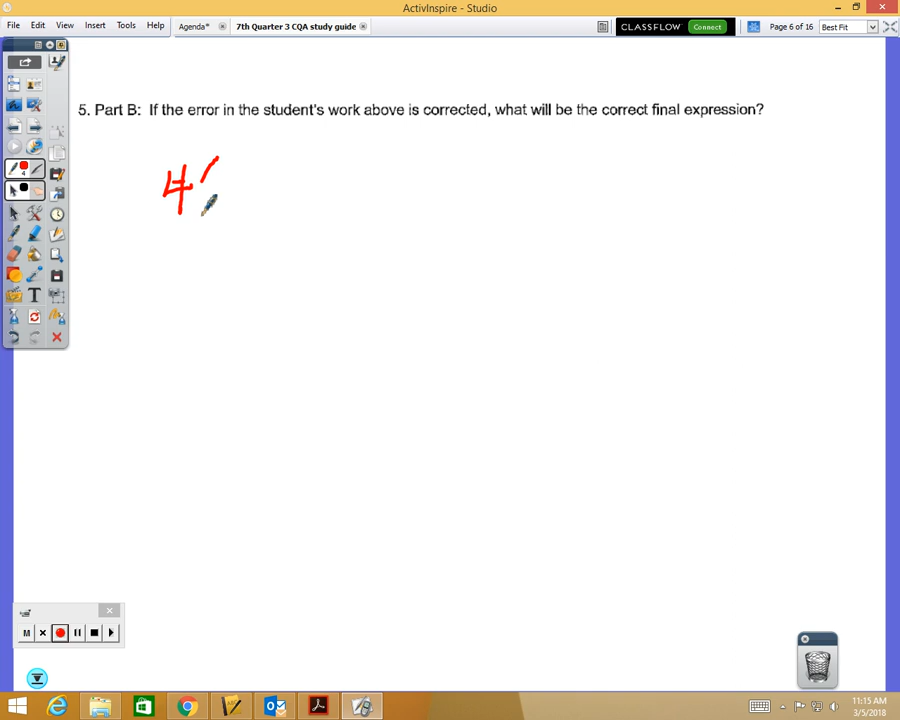 ActivInspire - Studio
File Edit View Insert Tools Help Agenda* 7th Quarter 3 CQA study guide CLASSFLOW Connect Page 6 of 16 Best Fit
5. Part B: If the error in the student's work above is corrected, what will be the correct final expression?
4
4
T
M
11:15 AM
3/5/2018